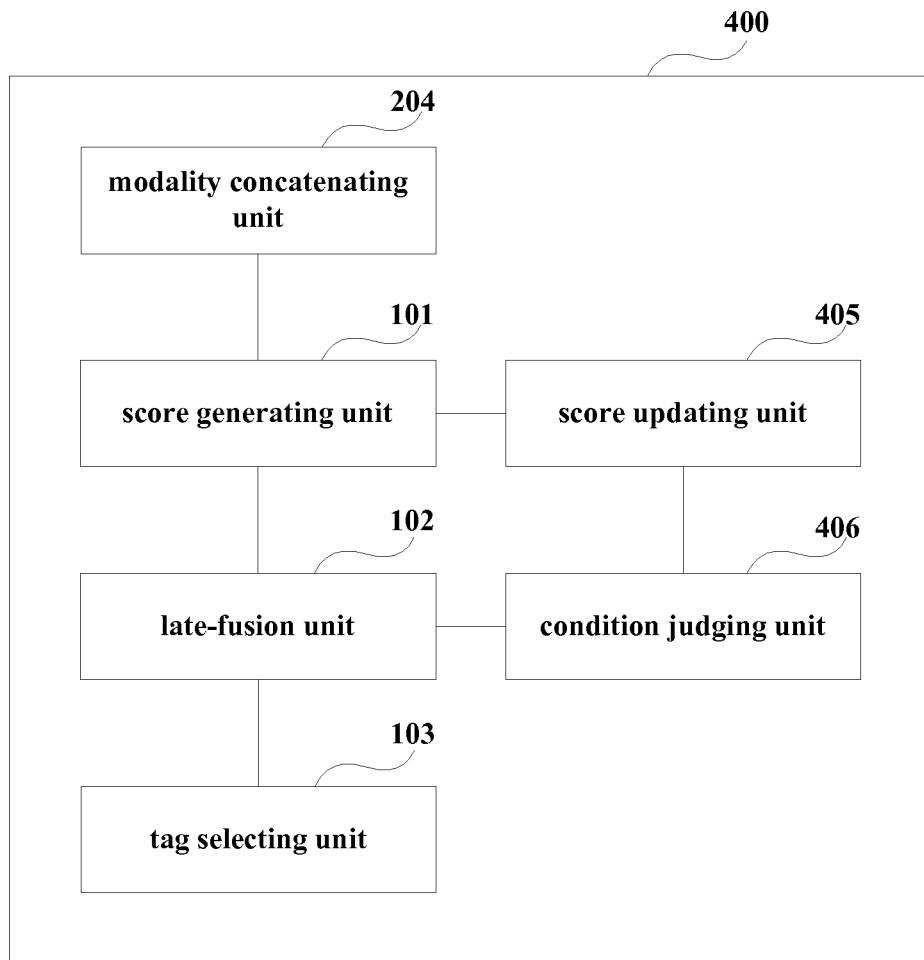 400
204
modality concatenating
unit
101
score generating unit
405
score updating unit
102
late-fusion unit
406
condition judging unit
103
tag selecting unit